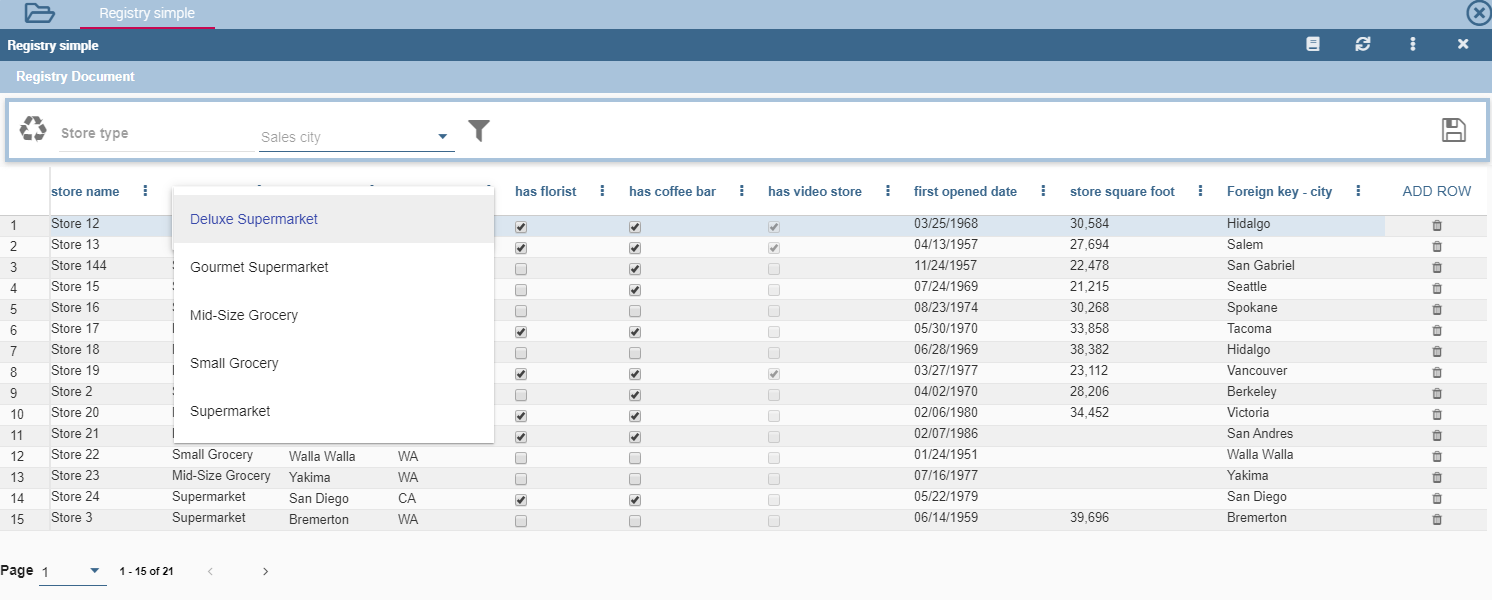 Registry simple
Registry simple
Registry Document
Store type Sales city
store name has florist has coffee bar has video store first opened date store square foot Foreign key - city ADD ROW
Deluxe Supermarket
Gourmet Supermarket
Mid-Size Grocery
Small Grocery
Supermarket
1 Store 12 03/25/1968 30,584 Hidalgo
2 Store 13 04/13/1957 27,694 Salem
3 Store 144 11/24/1957 22,478 San Gabriel
4 Store 15 07/24/1969 21,215 Seattle
5 Store 16 08/23/1974 30,268 Spokane
6 Store 17 05/30/1970 33,858 Tacoma
7 Store 18 06/28/1969 38,382 Hidalgo
8 Store 19 03/27/1977 23,112 Vancouver
9 Store 2 04/02/1970 28,206 Berkeley
10 Store 20 02/06/1980 34,452 Victoria
11 Store 21 02/07/1986 San Andres
12 Store 22 Small Grocery Walla Walla WA 01/24/1951 Walla Walla
13 Store 23 Mid-Size Grocery Yakima WA 07/16/1977 Yakima
14 Store 24 Supermarket San Diego CA 05/22/1979 San Diego
15 Store 3 Supermarket Bremerton WA 06/14/1959 39,696 Bremerton
Page 1 1 - 15 of 21